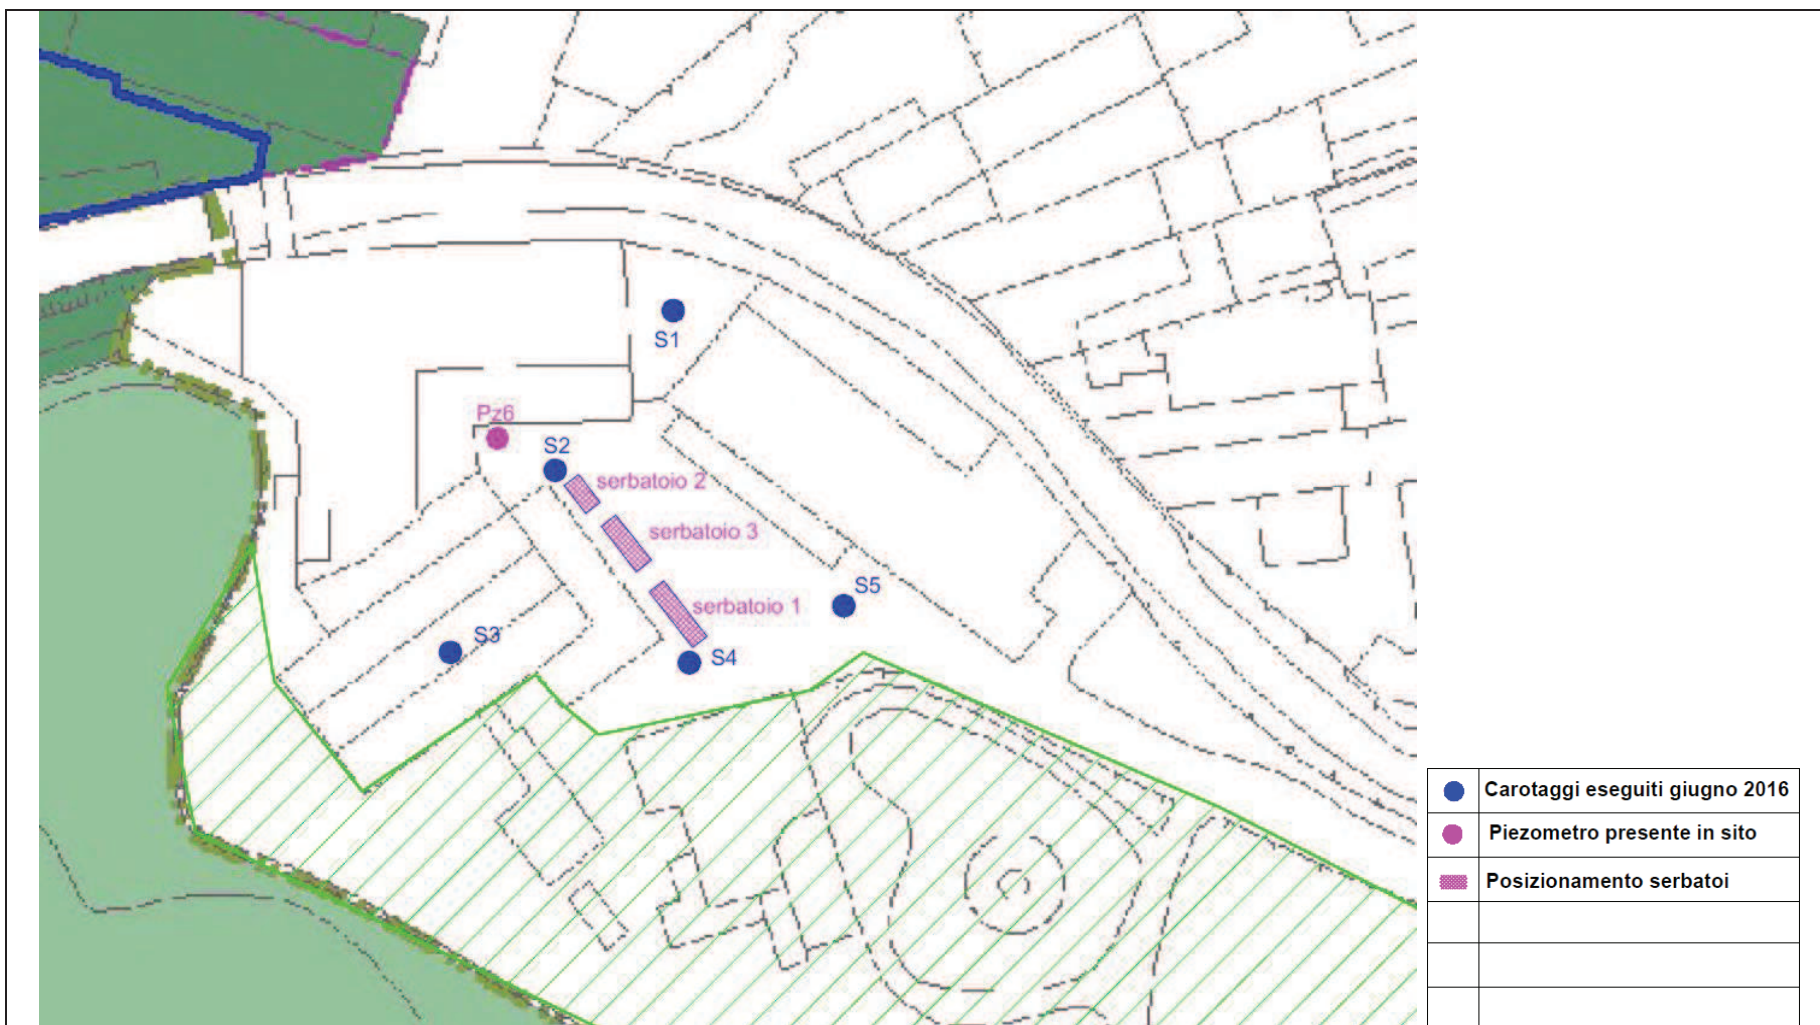 S1
Pz6
S2
serbatoio 2
serbatoio 3
S5
serbatoio 1
S3
S4
Carotaggi eseguiti giugno 2016
Piezometro presente in sito
Posizionamento serbatoi